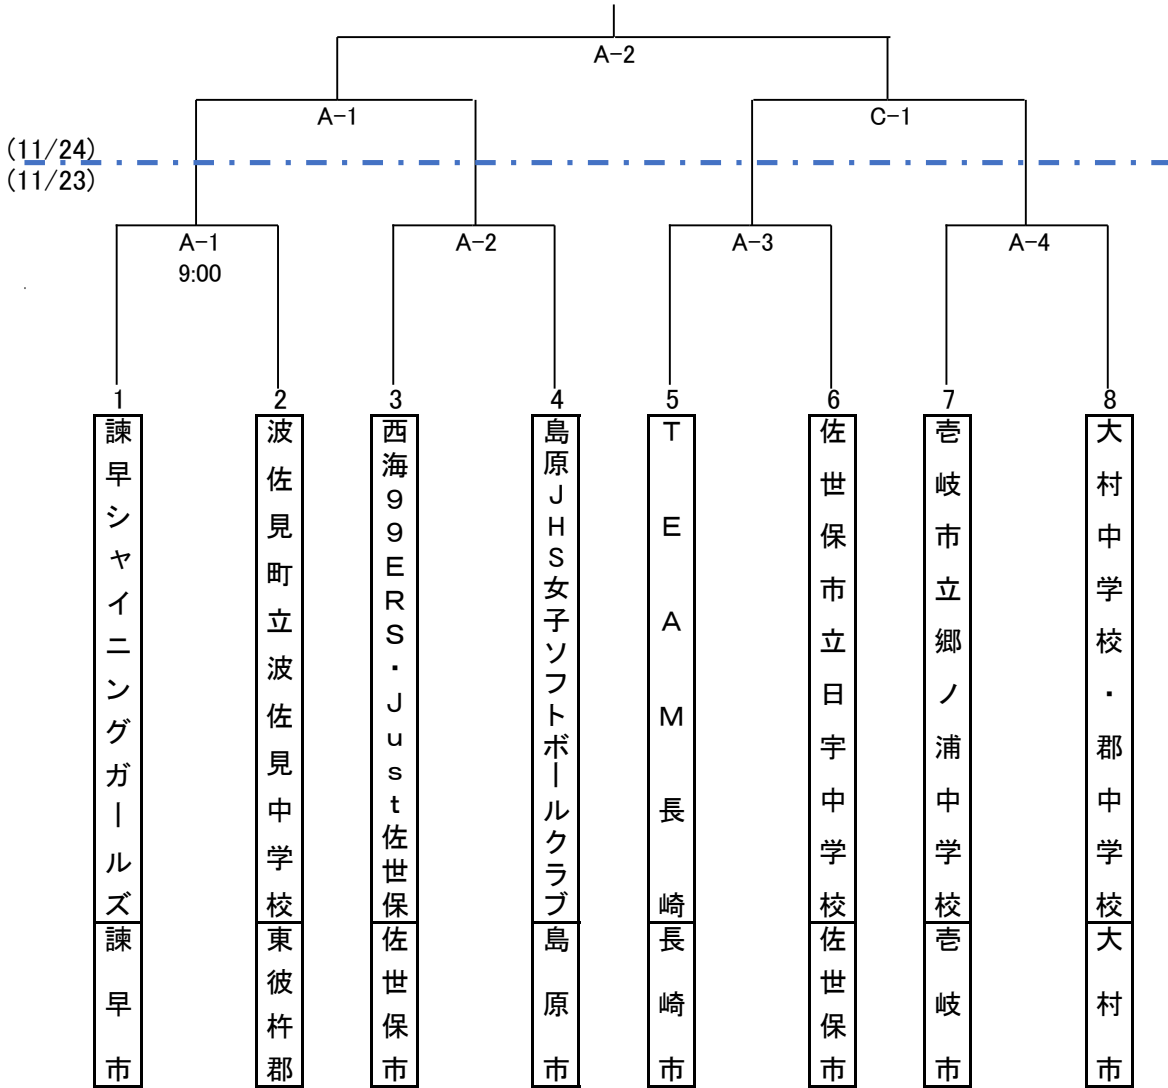 A-2
A-1
C-1
(11/24)
(11/23)
A-1
9:00
A-2
A-3
A-4
1
2
3
4
5
6
7
8
諫早シャイニングガールズ
波佐見町立波佐見中学校
西海99ERS・Just佐世保
島原JHS女子ソフトボールクラブ
TEAM長崎
佐世保市立日宇中学校
壱岐市立郷ノ浦中学校
大村中学校・郡中学校
諫早市
東彼杵郡
佐世保市
島原市
長崎市
佐世保市
壱岐市
大村市